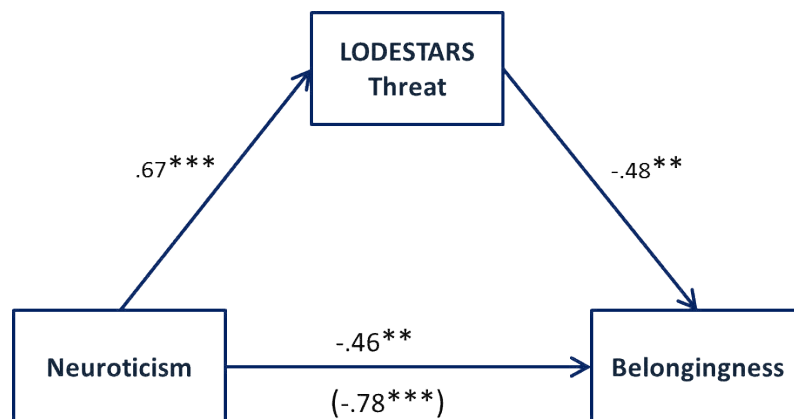 LODESTARS
Threat
.67***
-.48**
Neuroticism
-.46**
(-.78***)
Belongingness